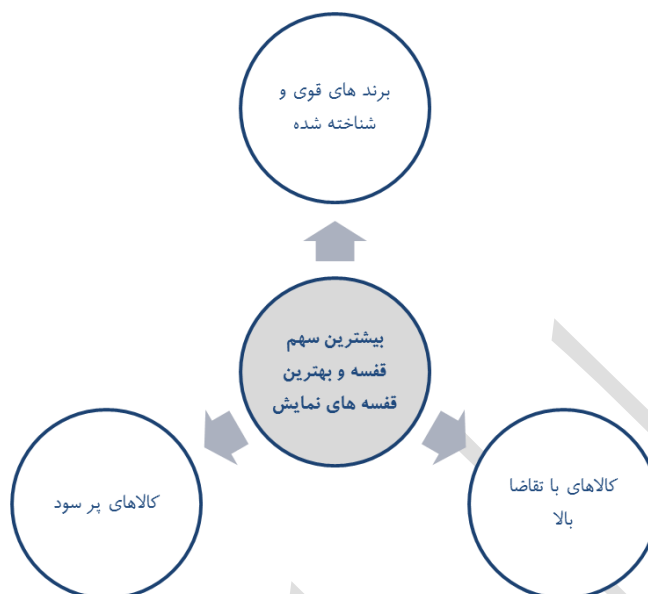 برند های قوی و
شناخته شده
بیشترین سهم
قفسه و بهترین
قفسه های نمایش
کالاهای با تقاضا
بالا
کالاهای پر سود